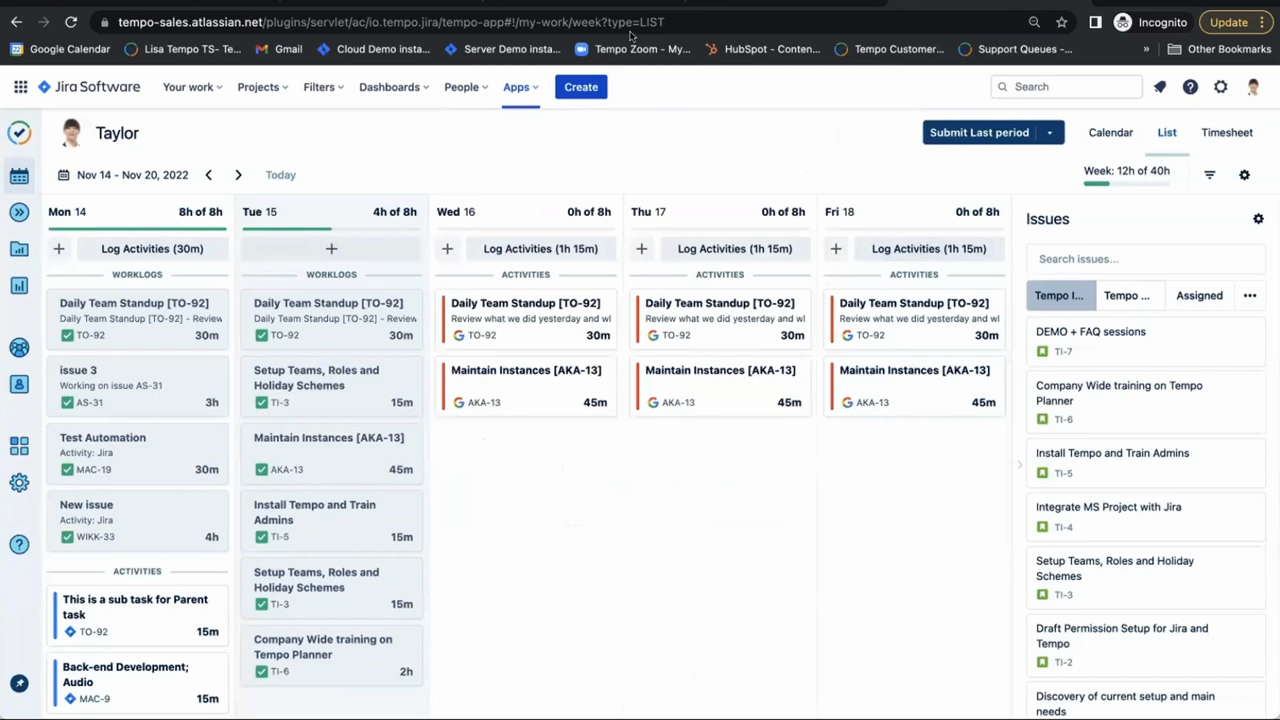 tempo-sales.atlassian.net/plugins/servlet/ac/io.tempo.jira/tempo-app#!/my-work/week?type=LIST
Incognito
Update
Google Calendar
Lisa Tempo TS- Te...
Gmail
Cloud Demo insta...
Server Demo insta...
Tempo Zoom - My...
HubSpot - Conten...
Tempo Customer...
Support Queues -...
»
Other Bookmarks
Jira Software
Your work
Projects
Filters
Dashboards
People
Apps
Create
Search
Taylor
Submit Last period
Calendar
List
Timesheet
Nov 14 - Nov 20, 2022
Today
Week: 12h of 40h
Mon 14
8h of 8h
+
Log Activities (30m)
WORKLOGS
Daily Team Standup [TO-92]
Daily Team Standup [TO-92] - Review
TO-92
30m
issue 3
Working on issue AS-31
AS-31
3h
Test Automation
Activity: Jira
MAC-19
30m
New issue
Activity: Jira
WIKK-33
4h
ACTIVITIES
This is a sub task for Parent
task
TO-92
15m
Back-end Development;
Audio
MAC-9
15m
Tue 15
4h of 8h
+
WORKLOGS
Daily Team Standup [TO-92]
Daily Team Standup [TO-92] - Review
TO-92
30m
Setup Teams, Roles and
Holiday Schemes
TI-3
15m
Maintain Instances [AKA-13]
AKA-13
45m
Install Tempo and Train
Admins
TI-5
15m
Setup Teams, Roles and
Holiday Schemes
TI-3
15m
Company Wide training on
Tempo Planner
TI-6
2h
Wed 16
0h of 8h
+
Log Activities (1h 15m)
ACTIVITIES
Daily Team Standup [TO-92]
Review what we did yesterday and wl
TO-92
30m
Maintain Instances [AKA-13]
AKA-13
45m
Thu 17
0h of 8h
+
Log Activities (1h 15m)
ACTIVITIES
Daily Team Standup [TO-92]
Review what we did yesterday and wl
TO-92
30m
Maintain Instances [AKA-13]
AKA-13
45m
Fri 18
0h of 8h
+
Log Activities (1h 15m)
ACTIVITIES
Daily Team Standup [TO-92]
Review what we did yesterday and wl
TO-92
30m
Maintain Instances [AKA-13]
AKA-13
45m
Issues
Search issues...
Tempo I...
Tempo ...
Assigned
DEMO + FAQ sessions
TI-7
Company Wide training on Tempo
Planner
TI-6
Install Tempo and Train Admins
TI-5
Integrate MS Project with Jira
TI-4
Setup Teams, Roles and Holiday
Schemes
TI-3
Draft Permission Setup for Jira and
Tempo
TI-2
Discovery of current setup and main
needs